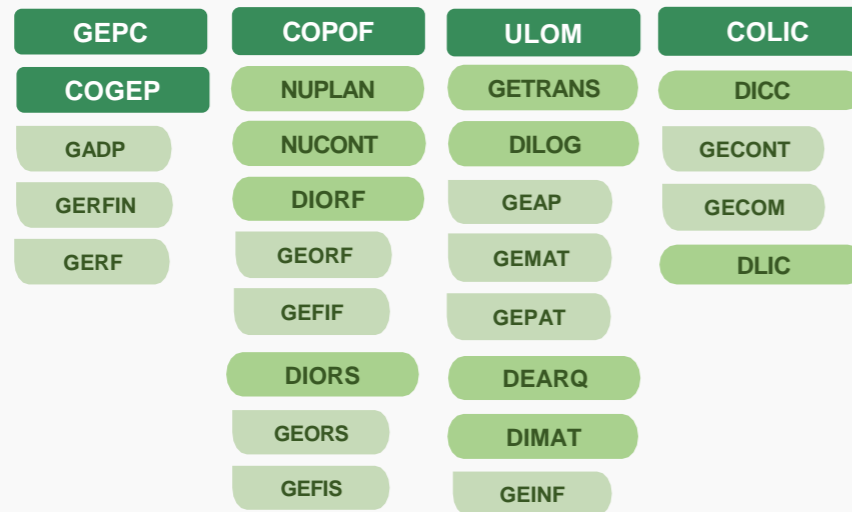 GEPC
COGEP
GADP
GERFIN
GERF
COPOF
NUPLAN
NUCONT
DIORF
GEORF
GEFIF
DIORS
GEORS
GEFIS
ULOM
GETRANS
DILOG
GEAP
GEMAT
GEPAT
DEARQ
DIMAT
GEINF
COLIC
DICC
GECONT
GECOM
DLIC